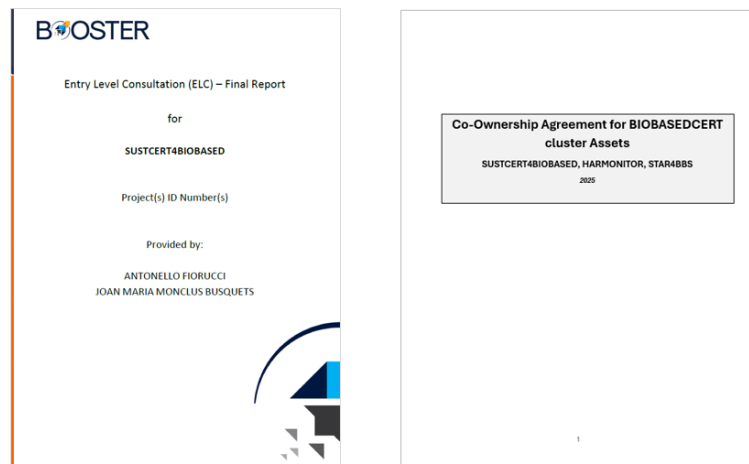 BOOSTER
Entry Level Consultation (ELC) – Final Report
for
SUSTCERT4BIOBASED
Project(s) ID Number(s)
Provided by:
ANTONELLO FIORUCCI
JOAN MARIA MONCLUS BUSQUETS
Co-Ownership Agreement for BIOBASEDCERT
cluster Assets
SUSTCERT4BIOBASED, HARMONITOR, STAR4BBS
2025
1